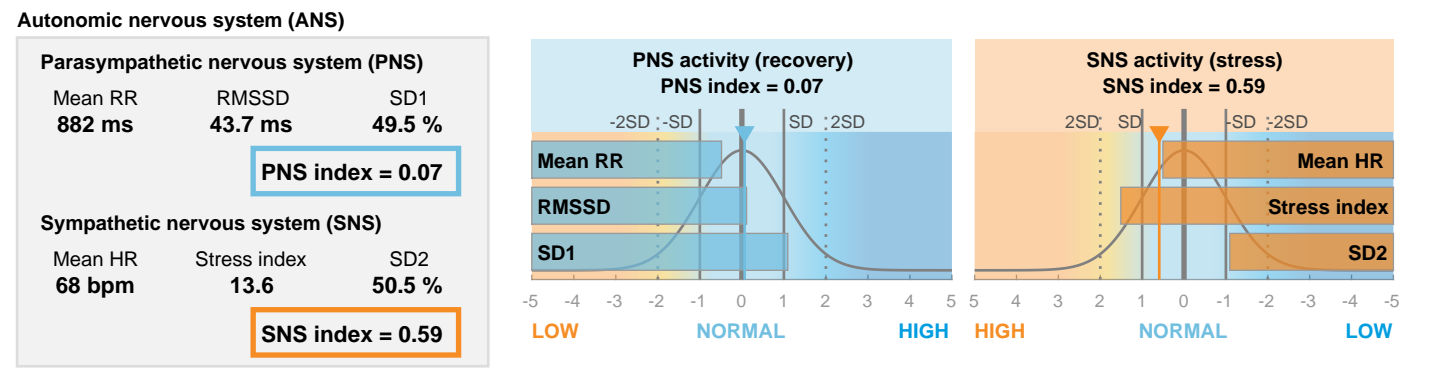 Autonomic nervous system (ANS)
Parasympathetic nervous system (PNS)
Mean RR RMSSD SD1
882 ms 43.7 ms 49.5 %
PNS index = 0.07
Sympathetic nervous system (SNS)
Mean HR Stress index SD2
68 bpm 13.6 50.5 %
SNS index = 0.59
PNS activity (recovery)
PNS index = 0.07
-2SD -SD SD 2SD
Mean RR
RMSSD
SD1
-5 -4 -3 -2 -1 0 1 2 3 4 5
LOW NORMAL HIGH
SNS activity (stress)
SNS index = 0.59
2SD SD -SD -2SD
Mean HR
Stress index
SD2
5 4 3 2 1 0 -1 -2 -3 -4 -5
HIGH NORMAL LOW